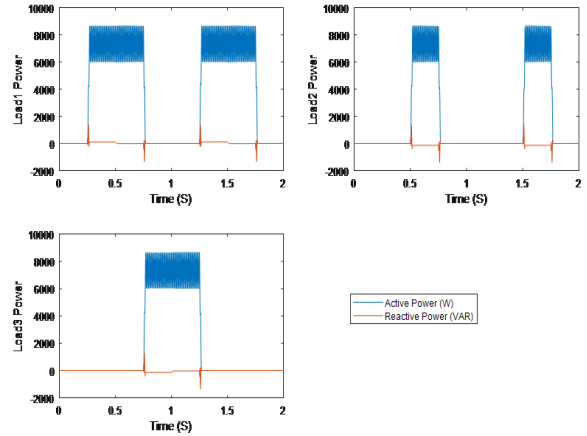 Load1 Power
10000
8000
6000
4000
2000
0
-2000
0 0.5 1 1.5 2
Time (S)
Load2 Power
10000
8000
6000
4000
2000
0
-2000
0 0.5 1 1.5 2
Time (S)
Load3 Power
10000
8000
6000
4000
2000
0
-2000
0 0.5 1 1.5 2
Time (S)
Active Power (W)
Reactive Power (VAR)